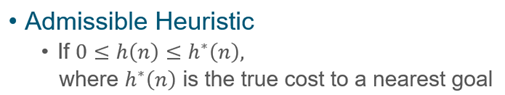 • Admissible Heuristic
• If 0 ≤ h(n) ≤ h*(n),
where h*(n) is the true cost to a nearest goal